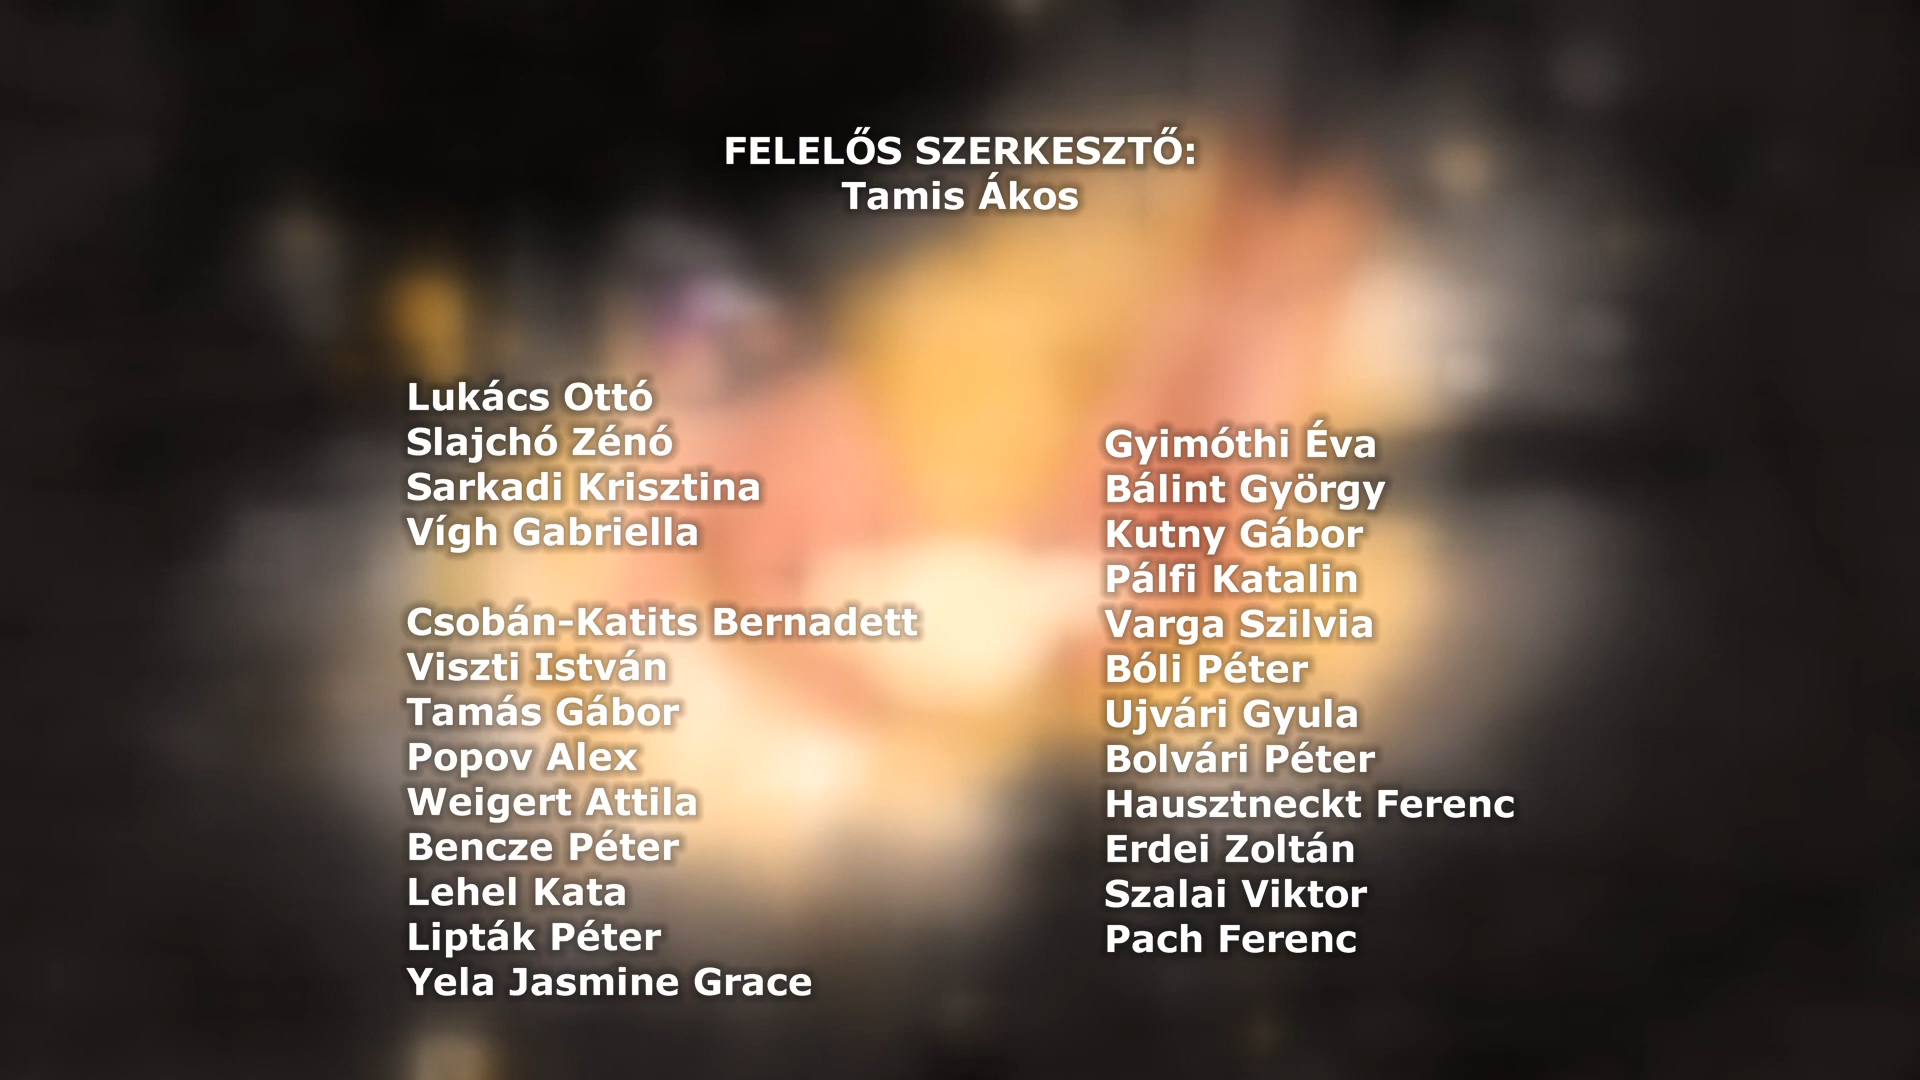 FELELŐS SZERKESZTŐ:
Tamis Ákos
Lukács Ottó
Slajchó Zénó
Sarkadi Krisztina
Vígh Gabriella
Csobán-Katits Bernadett
Viszti István
Tamás Gábor
Popov Alex
Weigert Attila
Bencze Péter
Lehel Kata
Lipták Péter
Yela Jasmine Grace
Gyimóthi Éva
Bálint György
Kutny Gábor
Pálfi Katalin
Varga Szilvia
Bóli Péter
Ujvári Gyula
Bolvári Péter
Hausztneckt Ferenc
Erdei Zoltán
Szalai Viktor
Pach Ferenc